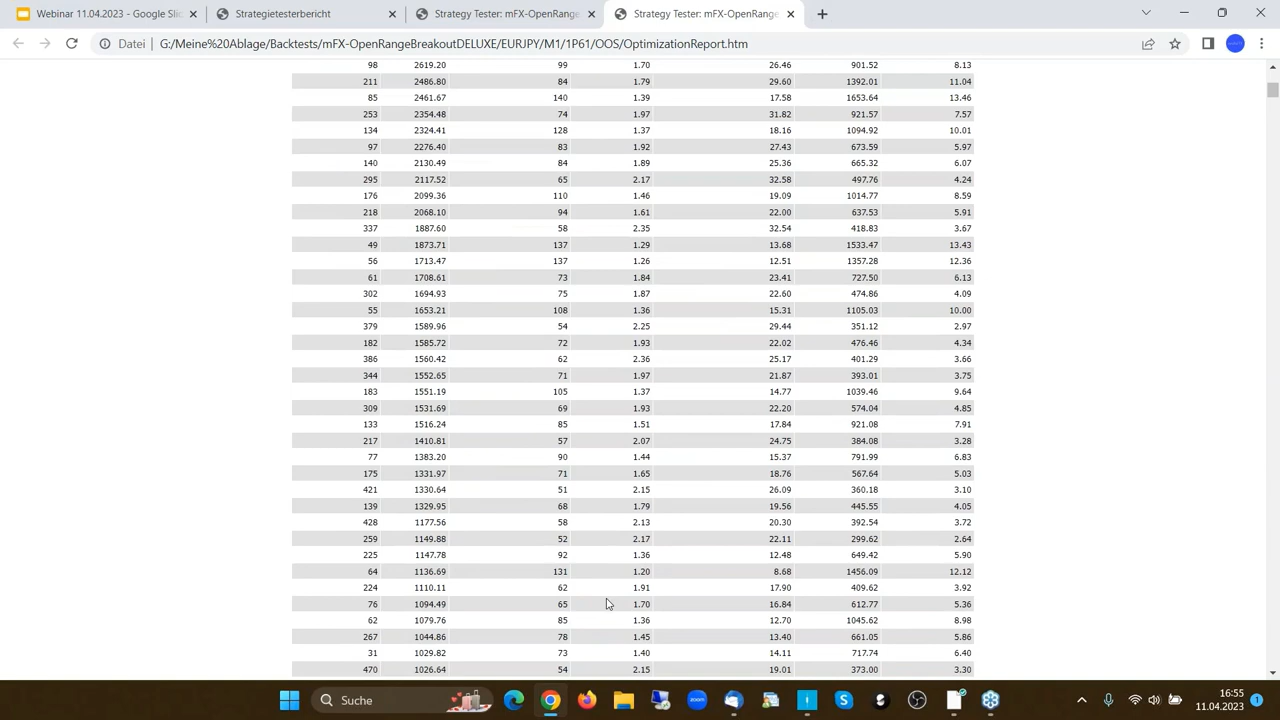 Webinar 11.04.2023 - Google Slid
Strategietesterbericht
Strategy Tester: mFX-OpenRange
Strategy Tester: mFX-OpenRange
Datei G:/Meine%20Ablage/Backtests/mFX-OpenRangeBreakoutDELUXE/EURJPY/M1/1P61/OOS/OptimizationReport.htm
98 2619.20 99 1.70 26.46 901.52 8.13
211 2486.80 84 1.79 29.60 1392.01 11.04
85 2461.67 140 1.39 17.58 1653.64 13.46
253 2354.48 74 1.97 31.82 921.57 7.57
134 2324.41 128 1.37 18.16 1094.92 10.01
97 2276.40 83 1.92 27.43 673.59 5.97
140 2130.49 84 1.89 25.36 665.32 6.07
295 2117.52 65 2.17 32.58 497.76 4.24
176 2099.36 110 1.46 19.09 1014.77 8.59
218 2068.10 94 1.61 22.00 637.53 5.91
337 1887.60 58 2.35 32.54 418.83 3.67
49 1873.71 137 1.29 13.68 1533.47 13.43
56 1713.47 137 1.26 12.51 1357.28 12.36
61 1708.61 73 1.84 23.41 727.50 6.13
302 1694.93 75 1.87 22.60 474.86 4.09
55 1653.21 108 1.36 15.31 1105.03 10.00
379 1589.96 54 2.25 29.44 351.12 2.97
182 1585.72 72 1.93 22.02 476.46 4.34
386 1560.42 62 2.36 25.17 401.29 3.66
344 1552.65 71 1.97 21.87 393.01 3.75
183 1551.19 105 1.37 14.77 1039.46 9.64
309 1531.69 69 1.93 22.20 574.04 4.85
133 1516.24 85 1.51 17.84 921.08 7.91
217 1410.81 57 2.07 24.75 384.08 3.28
77 1383.20 90 1.44 15.37 791.99 6.83
175 1331.97 71 1.65 18.76 567.64 5.03
421 1330.64 51 2.15 26.09 360.18 3.10
139 1329.95 68 1.79 19.56 445.55 4.05
428 1177.56 58 2.13 20.30 392.54 3.72
259 1149.88 52 2.17 22.11 299.62 2.64
225 1147.78 92 1.36 12.48 649.42 5.90
64 1136.69 131 1.20 8.68 1456.09 12.12
224 1110.11 62 1.91 17.90 409.62 3.92
76 1094.49 65 1.70 16.84 612.77 5.36
62 1079.76 85 1.36 12.70 1045.62 8.98
267 1044.86 78 1.45 13.40 661.05 5.86
31 1029.82 73 1.40 14.11 717.74 6.40
470 1026.64 54 2.15 19.01 373.00 3.30
Suche
zoom
16:55
11.04.2023
1